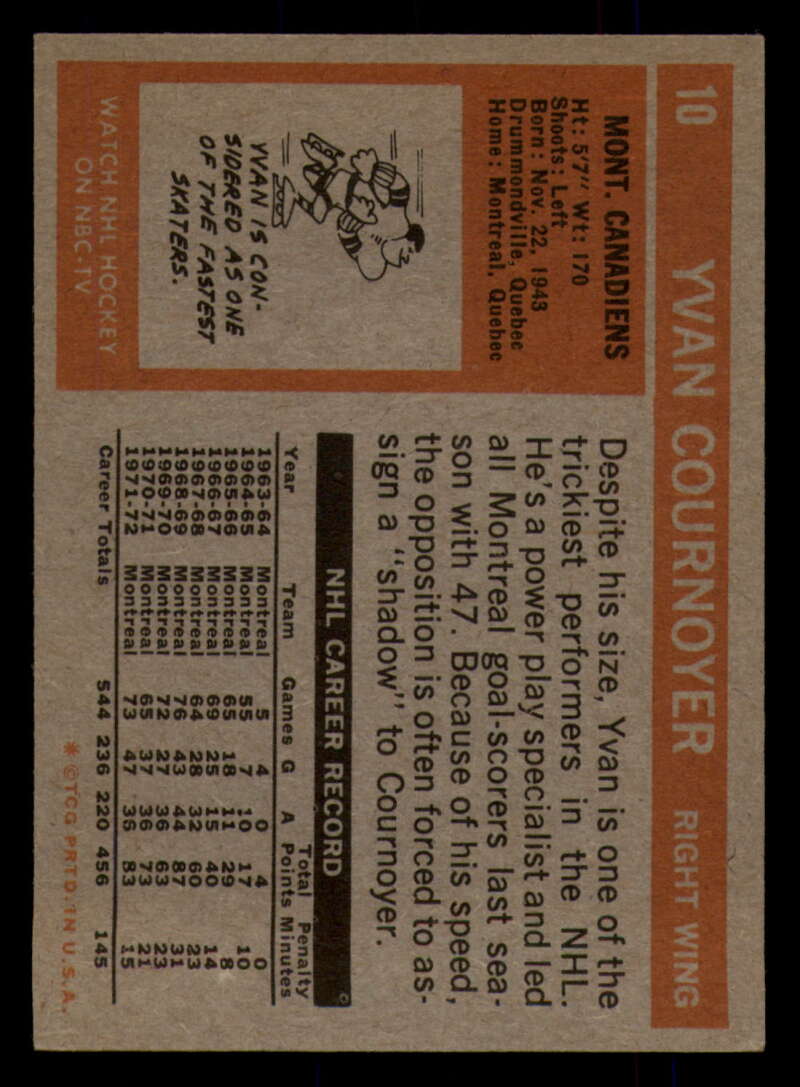 10 YVAN COURNOYER RIGHT WING
MONT. CANADIENS
Ht: 5'7" Wt: 170
Shoots: Left
Born: Nov. 22, 1943
Drummondville, Quebec
Home: Montreal, Quebec
YVAN IS CON-
SIDERED AS ONE
OF THE FASTEST
SKATERS.
WATCH NHL HOCKEY
ON NBC-TV
Despite his size, Yvan is one of the
trickiest performers in the NHL.
He's a power play specialist and led
all Montreal goal-scorers last sea-
son with 47. Because of his speed,
the opposition is often forced to as-
sign a "shadow" to Cournoyer.
NHL CAREER RECORD
Total Penalty
Year Team Games G A Points Minutes
1963-64 Montreal 5 4 0 4 0
1964-65 Montreal 55 7 10 17 10
1965-66 Montreal 65 18 11 29 8
1966-67 Montreal 69 25 15 40 14
1967-68 Montreal 64 28 32 60 23
1968-69 Montreal 76 43 44 87 31
1969-70 Montreal 72 27 36 63 23
1970-71 Montreal 65 37 36 73 21
1971-72 Montreal 73 47 36 83 15
Career Totals 544 236 220 456 145
* © TCG PRTD. IN U.S.A.